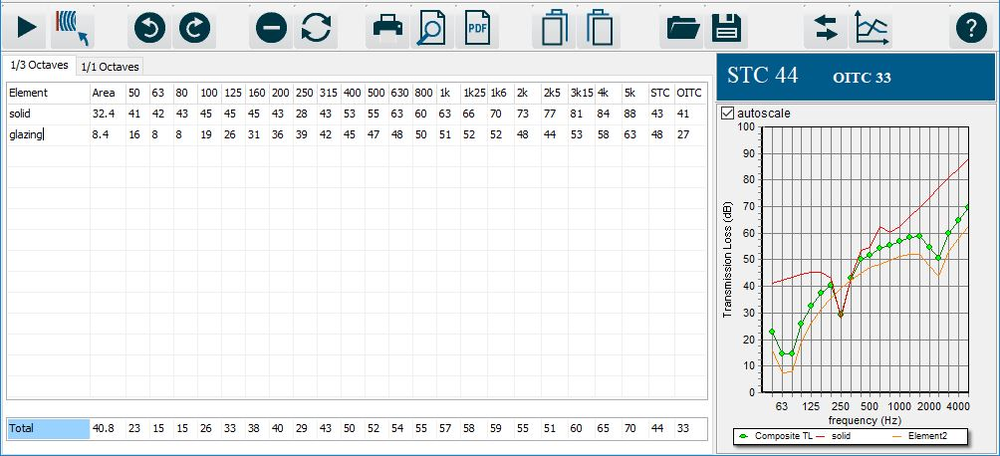 PDF
?
1/3 Octaves 1/1 Octaves
Element Area 50 63 80 100 125 160 200 250 315 400 500 630 800 1k 1k25 1k6 2k 2k5 3k15 4k 5k STC OITC
solid 32.4 41 42 43 45 45 45 43 28 43 53 55 63 60 63 66 70 73 77 81 84 88 43 41
glazing 8.4 16 8 8 19 26 31 36 39 42 45 47 48 50 51 52 52 48 44 53 58 63 48 27
Total 40.8 23 15 15 26 33 38 40 29 43 50 52 54 55 57 58 59 55 51 60 65 70 44 33
STC 44 OITC 33
autoscale
Transmission Loss (dB)
100
90
80
70
60
50
40
30
20
10
0
63 125 250 500 1000 2000 4000
frequency (Hz)
Composite TL solid Element2